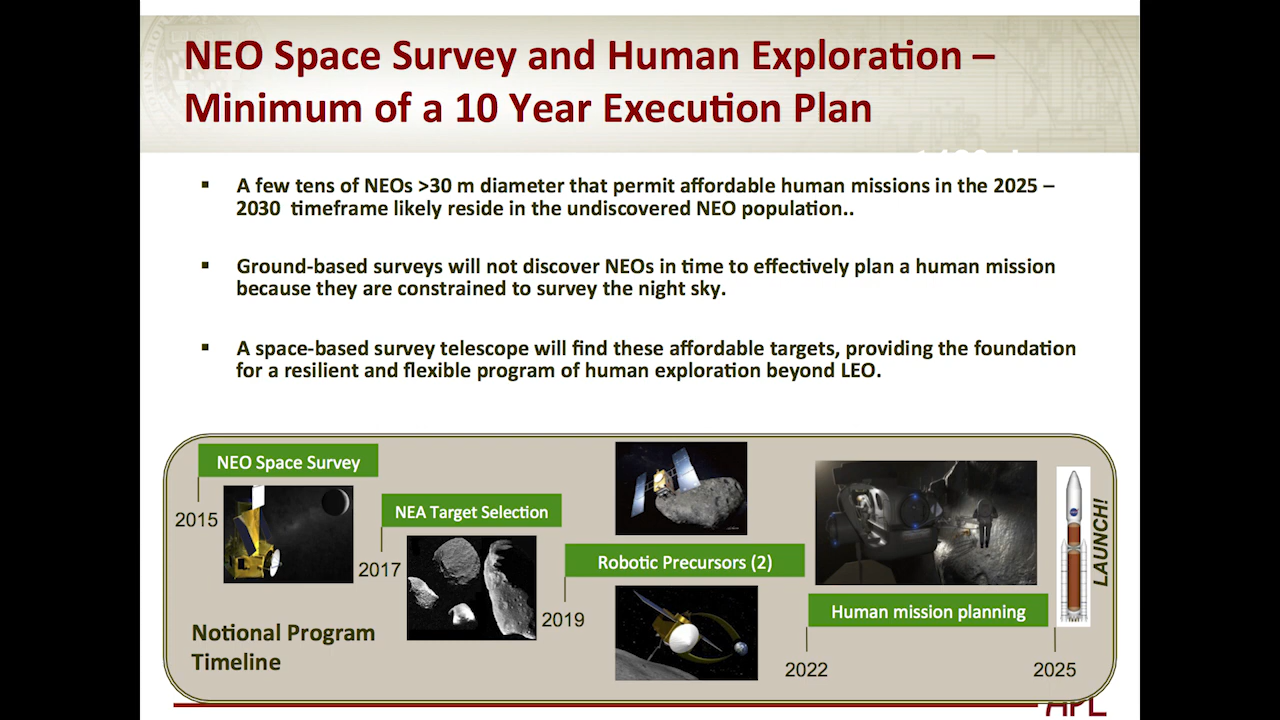 NEO Space Survey and Human Exploration –
Minimum of a 10 Year Execution Plan
▪ A few tens of NEOs >30 m diameter that permit affordable human missions in the 2025 –
2030 timeframe likely reside in the undiscovered NEO population..
▪ Ground-based surveys will not discover NEOs in time to effectively plan a human mission
because they are constrained to survey the night sky.
▪ A space-based survey telescope will find these affordable targets, providing the foundation
for a resilient and flexible program of human exploration beyond LEO.
NEO Space Survey
2015
NEA Target Selection
2017
Robotic Precursors (2)
2019
Human mission planning
2022
2025
LAUNCH!
Notional Program
Timeline
APL